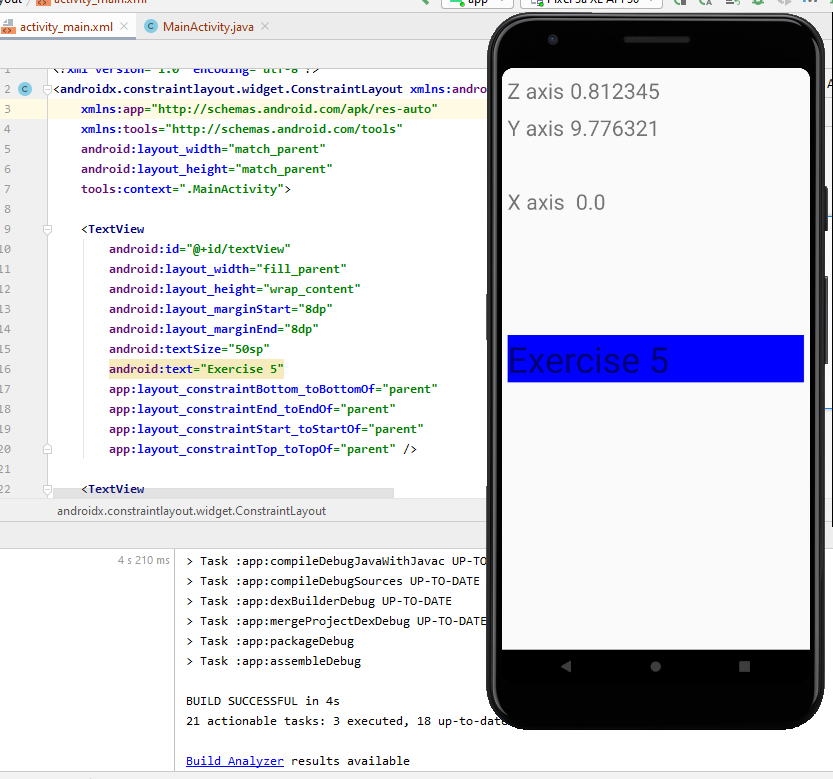 activity_main.xml
app
activity_main.xml
MainActivity.java
1 <?xml version="1.0" encoding="utf-8"?>
2 <androidx.constraintlayout.widget.ConstraintLayout xmlns:andro
3 xmlns:app="http://schemas.android.com/apk/res-auto"
4 xmlns:tools="http://schemas.android.com/tools"
5 android:layout_width="match_parent"
6 android:layout_height="match_parent"
7 tools:context=".MainActivity">
8
9 <TextView
10 android:id="@+id/textView"
11 android:layout_width="fill_parent"
12 android:layout_height="wrap_content"
13 android:layout_marginStart="8dp"
14 android:layout_marginEnd="8dp"
15 android:textSize="50sp"
16 android:text="Exercise 5"
17 app:layout_constraintBottom_toBottomOf="parent"
18 app:layout_constraintEnd_toEndOf="parent"
19 app:layout_constraintStart_toStartOf="parent"
20 app:layout_constraintTop_toTopOf="parent" />
21
22 <TextView
androidx.constraintlayout.widget.ConstraintLayout
4 s 210 ms
> Task :app:compileDebugJavaWithJavac UP-TO
> Task :app:compileDebugSources UP-TO-DATE
> Task :app:dexBuilderDebug UP-TO-DATE
> Task :app:mergeProjectDexDebug UP-TO-DATE
> Task :app:packageDebug
> Task :app:assembleDebug
BUILD SUCCESSFUL in 4s
21 actionable tasks: 3 executed, 18 up-to-date
Build Analyzer results available
Z axis 0.812345
Y axis 9.776321
X axis 0.0
Exercise 5